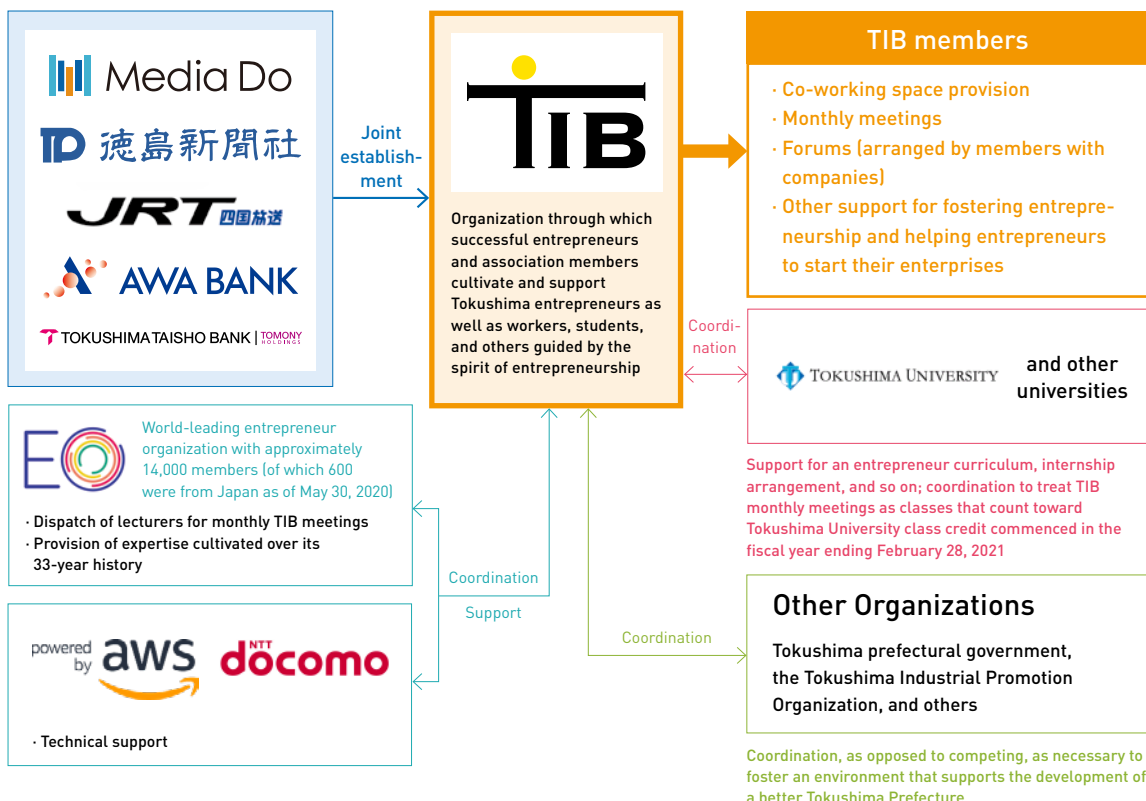 Media Do
徳島新聞社
JRT四国放送
AWA BANK
TOKUSHIMA TAISHO BANK | TOMONY
HOLDINGS
Joint
establish-
ment
TIB
Organization through which
successful entrepreneurs
and association members
cultivate and support
Tokushima entrepreneurs as
well as workers, students,
and others guided by the
spirit of entrepreneurship
TIB members
· Co-working space provision
· Monthly meetings
· Forums (arranged by members with
companies)
· Other support for fostering entrepre-
neurship and helping entrepreneurs
to start their enterprises
Coordi-
nation
TOKUSHIMA UNIVERSITY
and other
universities
Support for an entrepreneur curriculum, internship
arrangement, and so on; coordination to treat TIB
monthly meetings as classes that count toward
Tokushima University class credit commenced in the
fiscal year ending February 28, 2021
EO
World-leading entrepreneur
organization with approximately
14,000 members (of which 600
were from Japan as of May 30, 2020)
· Dispatch of lecturers for monthly TIB meetings
· Provision of expertise cultivated over its
33-year history
Coordination
Support
powered
by
aws
NTT
docomo
· Technical support
Coordination
Other Organizations
Tokushima prefectural government,
the Tokushima Industrial Promotion
Organization, and others
Coordination, as opposed to competing, as necessary to
foster an environment that supports the development of
a better Tokushima Prefecture